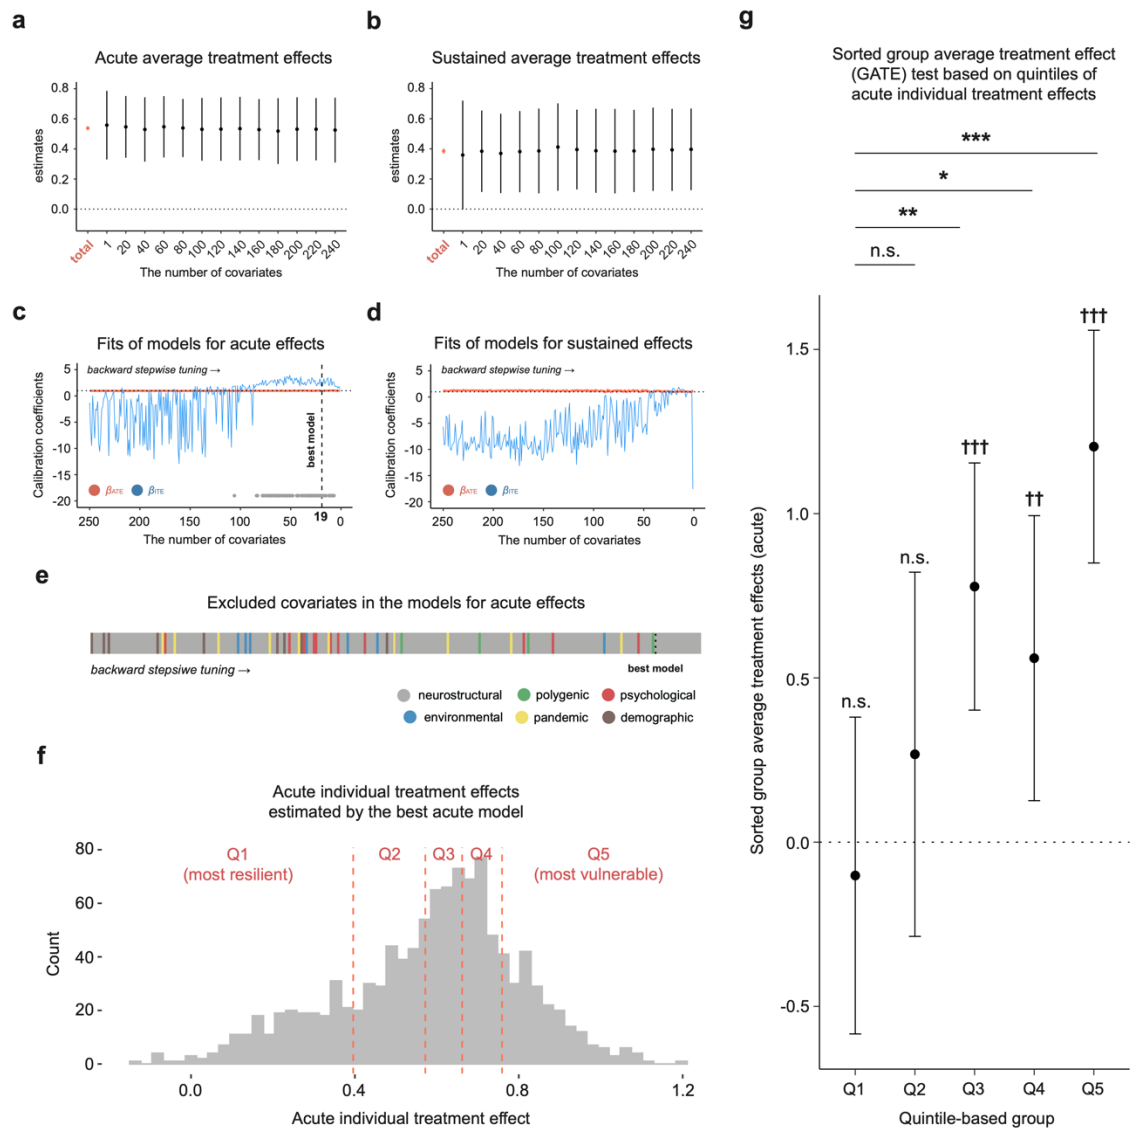 a
Acute average treatment effects
estimates
0.8
0.6
0.4
0.2
0.0
total 1 20 40 60 80 100 120 140 160 180 200 220 240
The number of covariates
b
Sustained average treatment effects
estimates
0.8
0.6
0.4
0.2
0.0
total 1 20 40 60 80 100 120 140 160 180 200 220 240
The number of covariates
c
Fits of models for acute effects
backward stepwise tuning →
Calibration coefficients
5
0
-5
-10
-15
-20
best model
βATE βITE
250 200 150 100 50 19 0
The number of covariates
d
Fits of models for sustained effects
backward stepwise tuning →
Calibration coefficients
5
0
-5
-10
-15
-20
βATE βITE
250 200 150 100 50 0
The number of covariates
e
Excluded covariates in the models for acute effects
backward stepsiwe tuning →
best model
neurostructural polygenic psychological
environmental pandemic demographic
f
Acute individual treatment effects
estimated by the best acute model
Count
80
60
40
20
0
Q1
(most resilient)
Q2
Q3
Q4
Q5
(most vulnerable)
0.0 0.4 0.8 1.2
Acute individual treatment effect
g
Sorted group average treatment effect
(GATE) test based on quintiles of
acute individual treatment effects
***
*
**
n.s.
Sorted group average treatment effects (acute)
1.5
1.0
0.5
0.0
-0.5
n.s.
n.s.
†††
††
†††
Q1 Q2 Q3 Q4 Q5
Quintile-based group